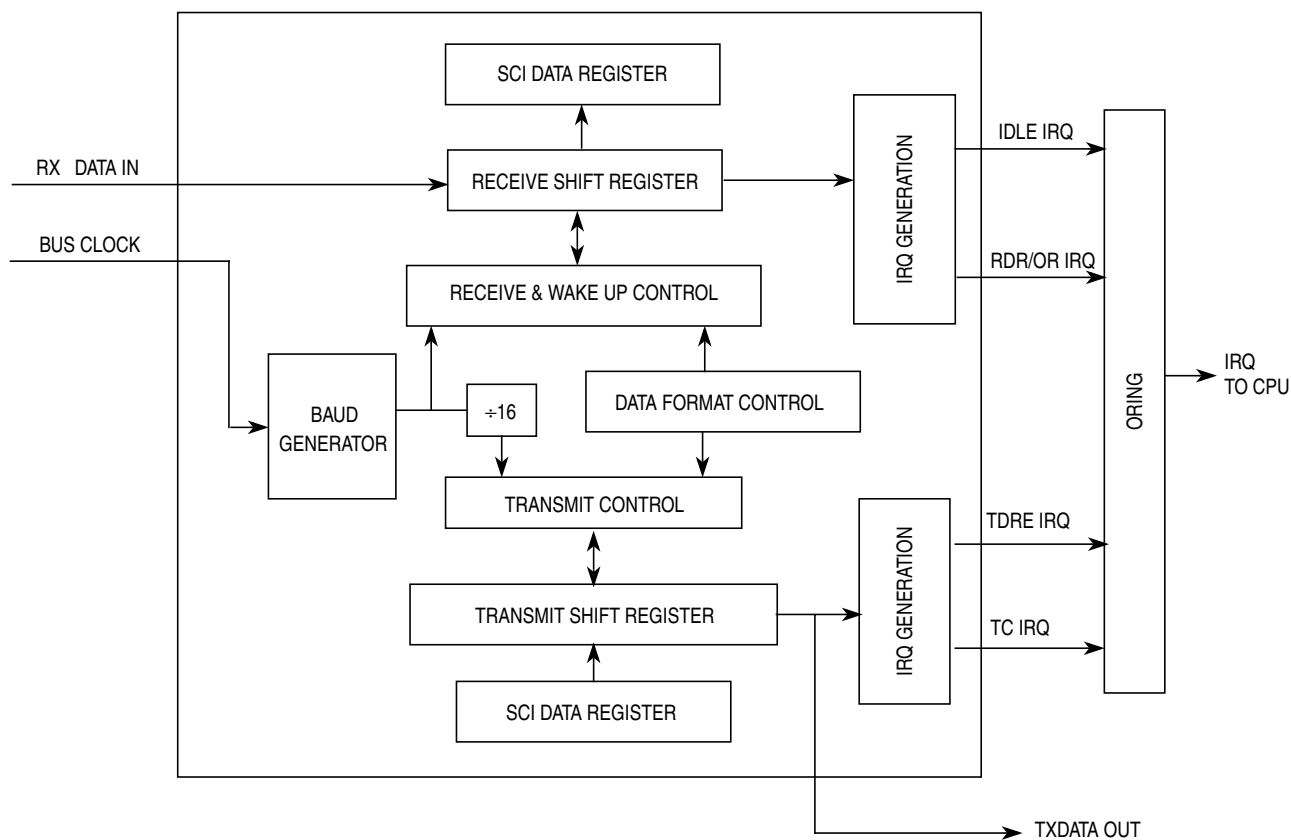 SCI DATA REGISTER
IDLE IRQ
RX DATA IN
RECEIVE SHIFT REGISTER
IRQ GENERATION
BUS CLOCK
RDR/OR IRQ
RECEIVE & WAKE UP CONTROL
IRQ
TO CPU
ORING
BAUD
GENERATOR
÷16
DATA FORMAT CONTROL
TRANSMIT CONTROL
TDRE IRQ
IRQ GENERATION
TRANSMIT SHIFT REGISTER
TC IRQ
SCI DATA REGISTER
TXDATA OUT